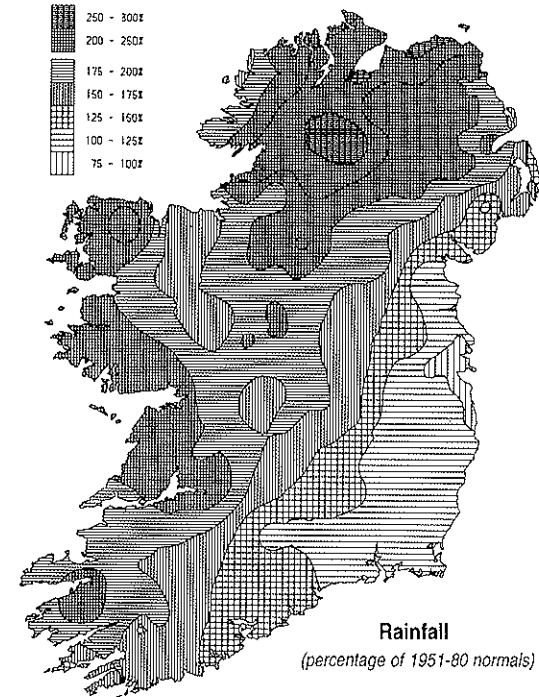 250 - 300%
200 - 250%
175 - 200%
150 - 175%
125 - 150%
100 - 125%
75 - 100%
Rainfall
(percentage of 1951-80 normals)